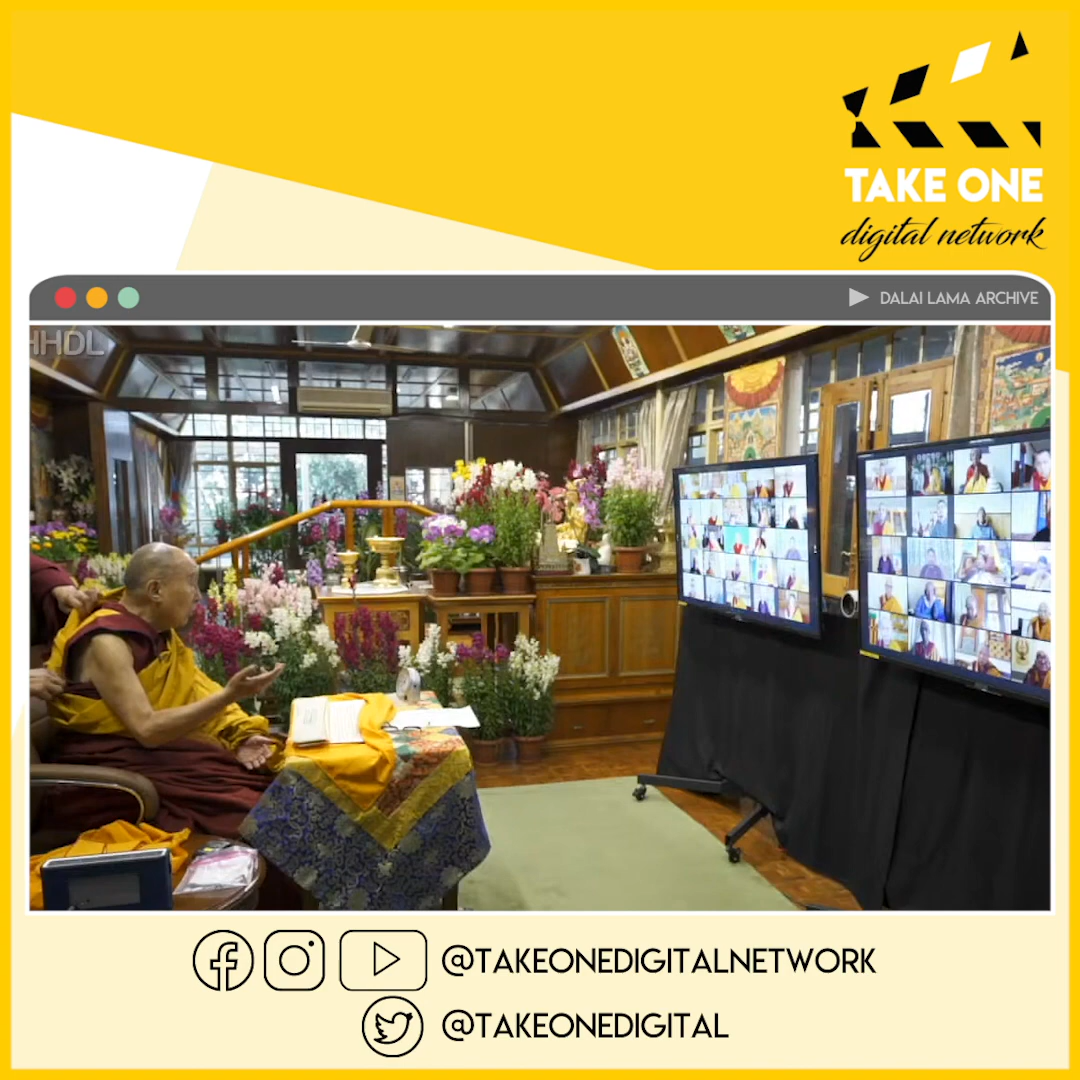 TAKE ONE
digital network
DALAI LAMA ARCHIVE
HHDL
@TAKEONEDIGITALNETWORK
@TAKEONEDIGITAL